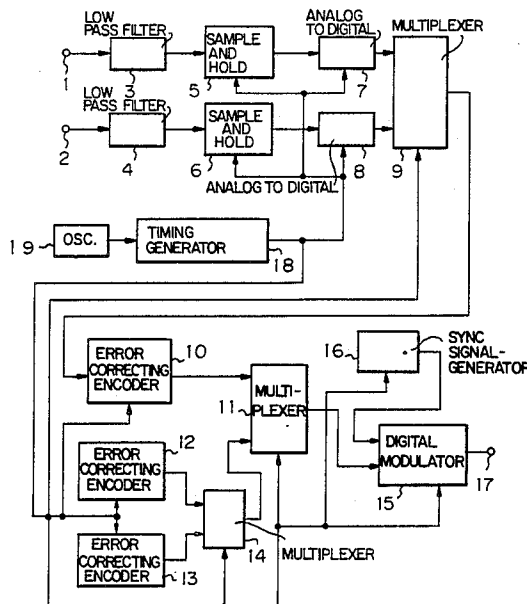 LOW
PASS FILTER
ANALOG
TO DIGITAL
MULTIPLEXER
SAMPLE
AND
HOLD
1
3
5
7
LOW
PASS FILTER
SAMPLE
AND
HOLD
2
4
6
8
9
ANALOG TO DIGITAL
19
OSC.
TIMING
GENERATOR
18
ERROR
CORRECTING
ENCODER
10
MULTI-
PLEXER
11
16
SYNC
SIGNAL-
GENERATOR
12
ERROR
CORRECTING
ENCODER
DIGITAL
MODULATOR
15
17
ERROR
CORRECTING
ENCODER
13
14
MULTIPLEXER